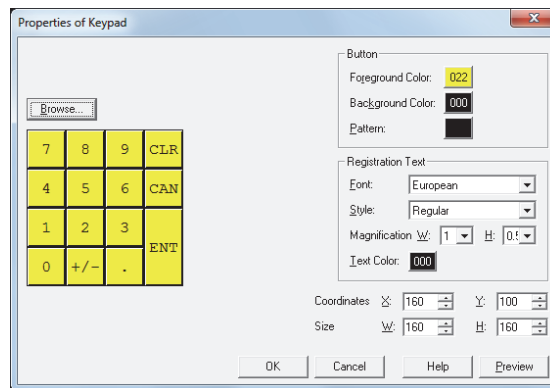 Properties of Keypad
Button
Foreground Color: 022
Background Color: 000
Pattern:
Browse...
7 8 9 CLR
4 5 6 CAN
1 2 3
ENT
0 +/- .
Registration Text
Font: European
Style: Regular
Magnification W: 1 H: 0.5
Text Color: 000
Coordinates X: 160 Y: 100
Size W: 160 H: 160
OK Cancel Help Preview